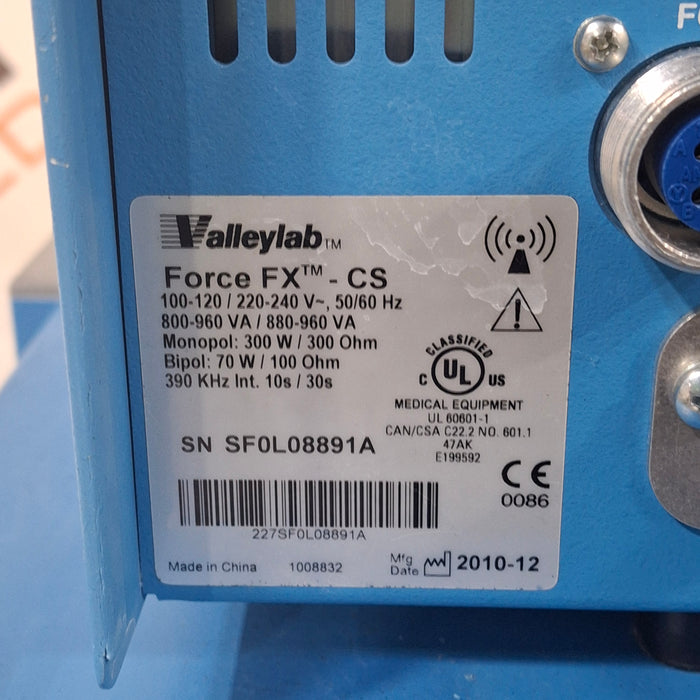 Valleylab™
Force FX™ - CS
100-120 / 220-240 V~, 50/60 Hz
800-960 VA / 880-960 VA
Monopol: 300 W / 300 Ohm
Bipol: 70 W / 100 Ohm
390 KHz Int. 10s / 30s
CLASSIFIED
C UL US
MEDICAL EQUIPMENT
UL 60601-1
CAN/CSA C22.2 NO. 601.1
47AK
E199592
SN SF0L08891A
CE
0086
227SF0L08891A
Made in China 1008832
Mfg Date 2010-12
A